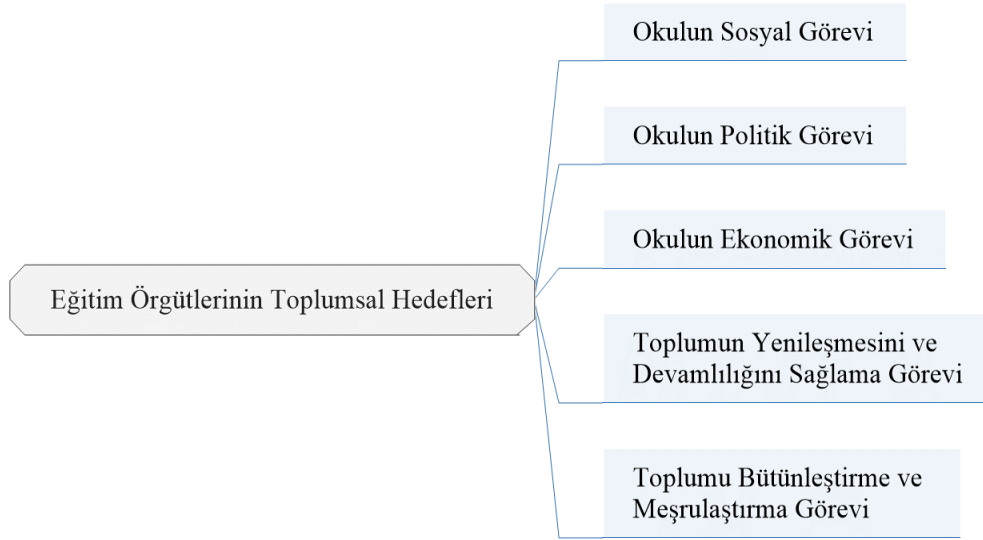 Okulun Sosyal Görevi
Okulun Politik Görevi
Okulun Ekonomik Görevi
Eğitim Örgütlerinin Toplumsal Hedefleri
Toplumun Yenileşmesini ve
Devamlılığını Sağlama Görevi
Toplumu Bütünleştirme ve
Meşrulaştırma Görevi